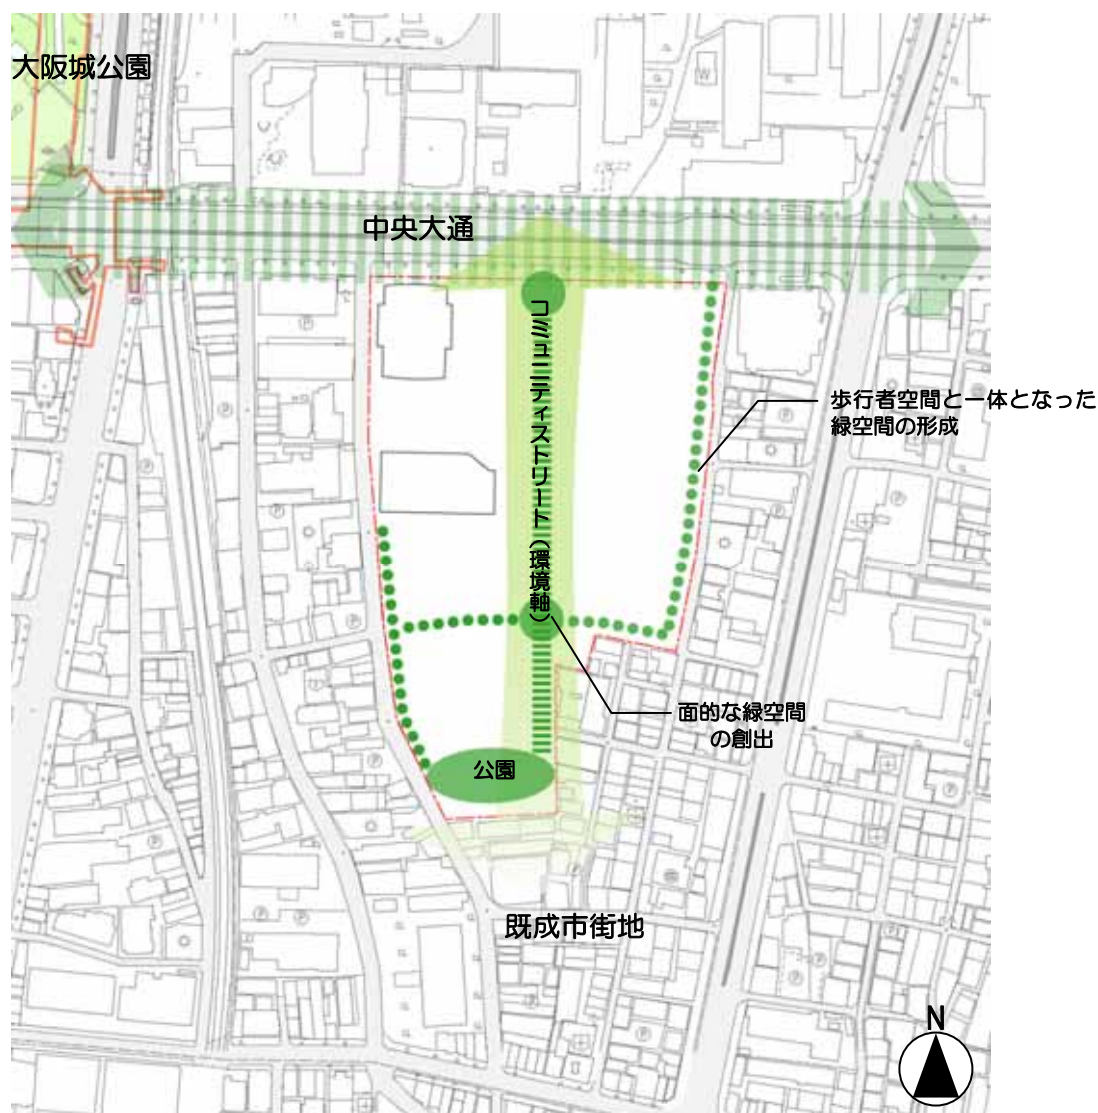 大阪城公園
W
中央大通
コミュニティストリート（環境軸）
歩行者空間と一体となった
緑空間の形成
面的な緑空間
の創出
公園
既成市街地
N